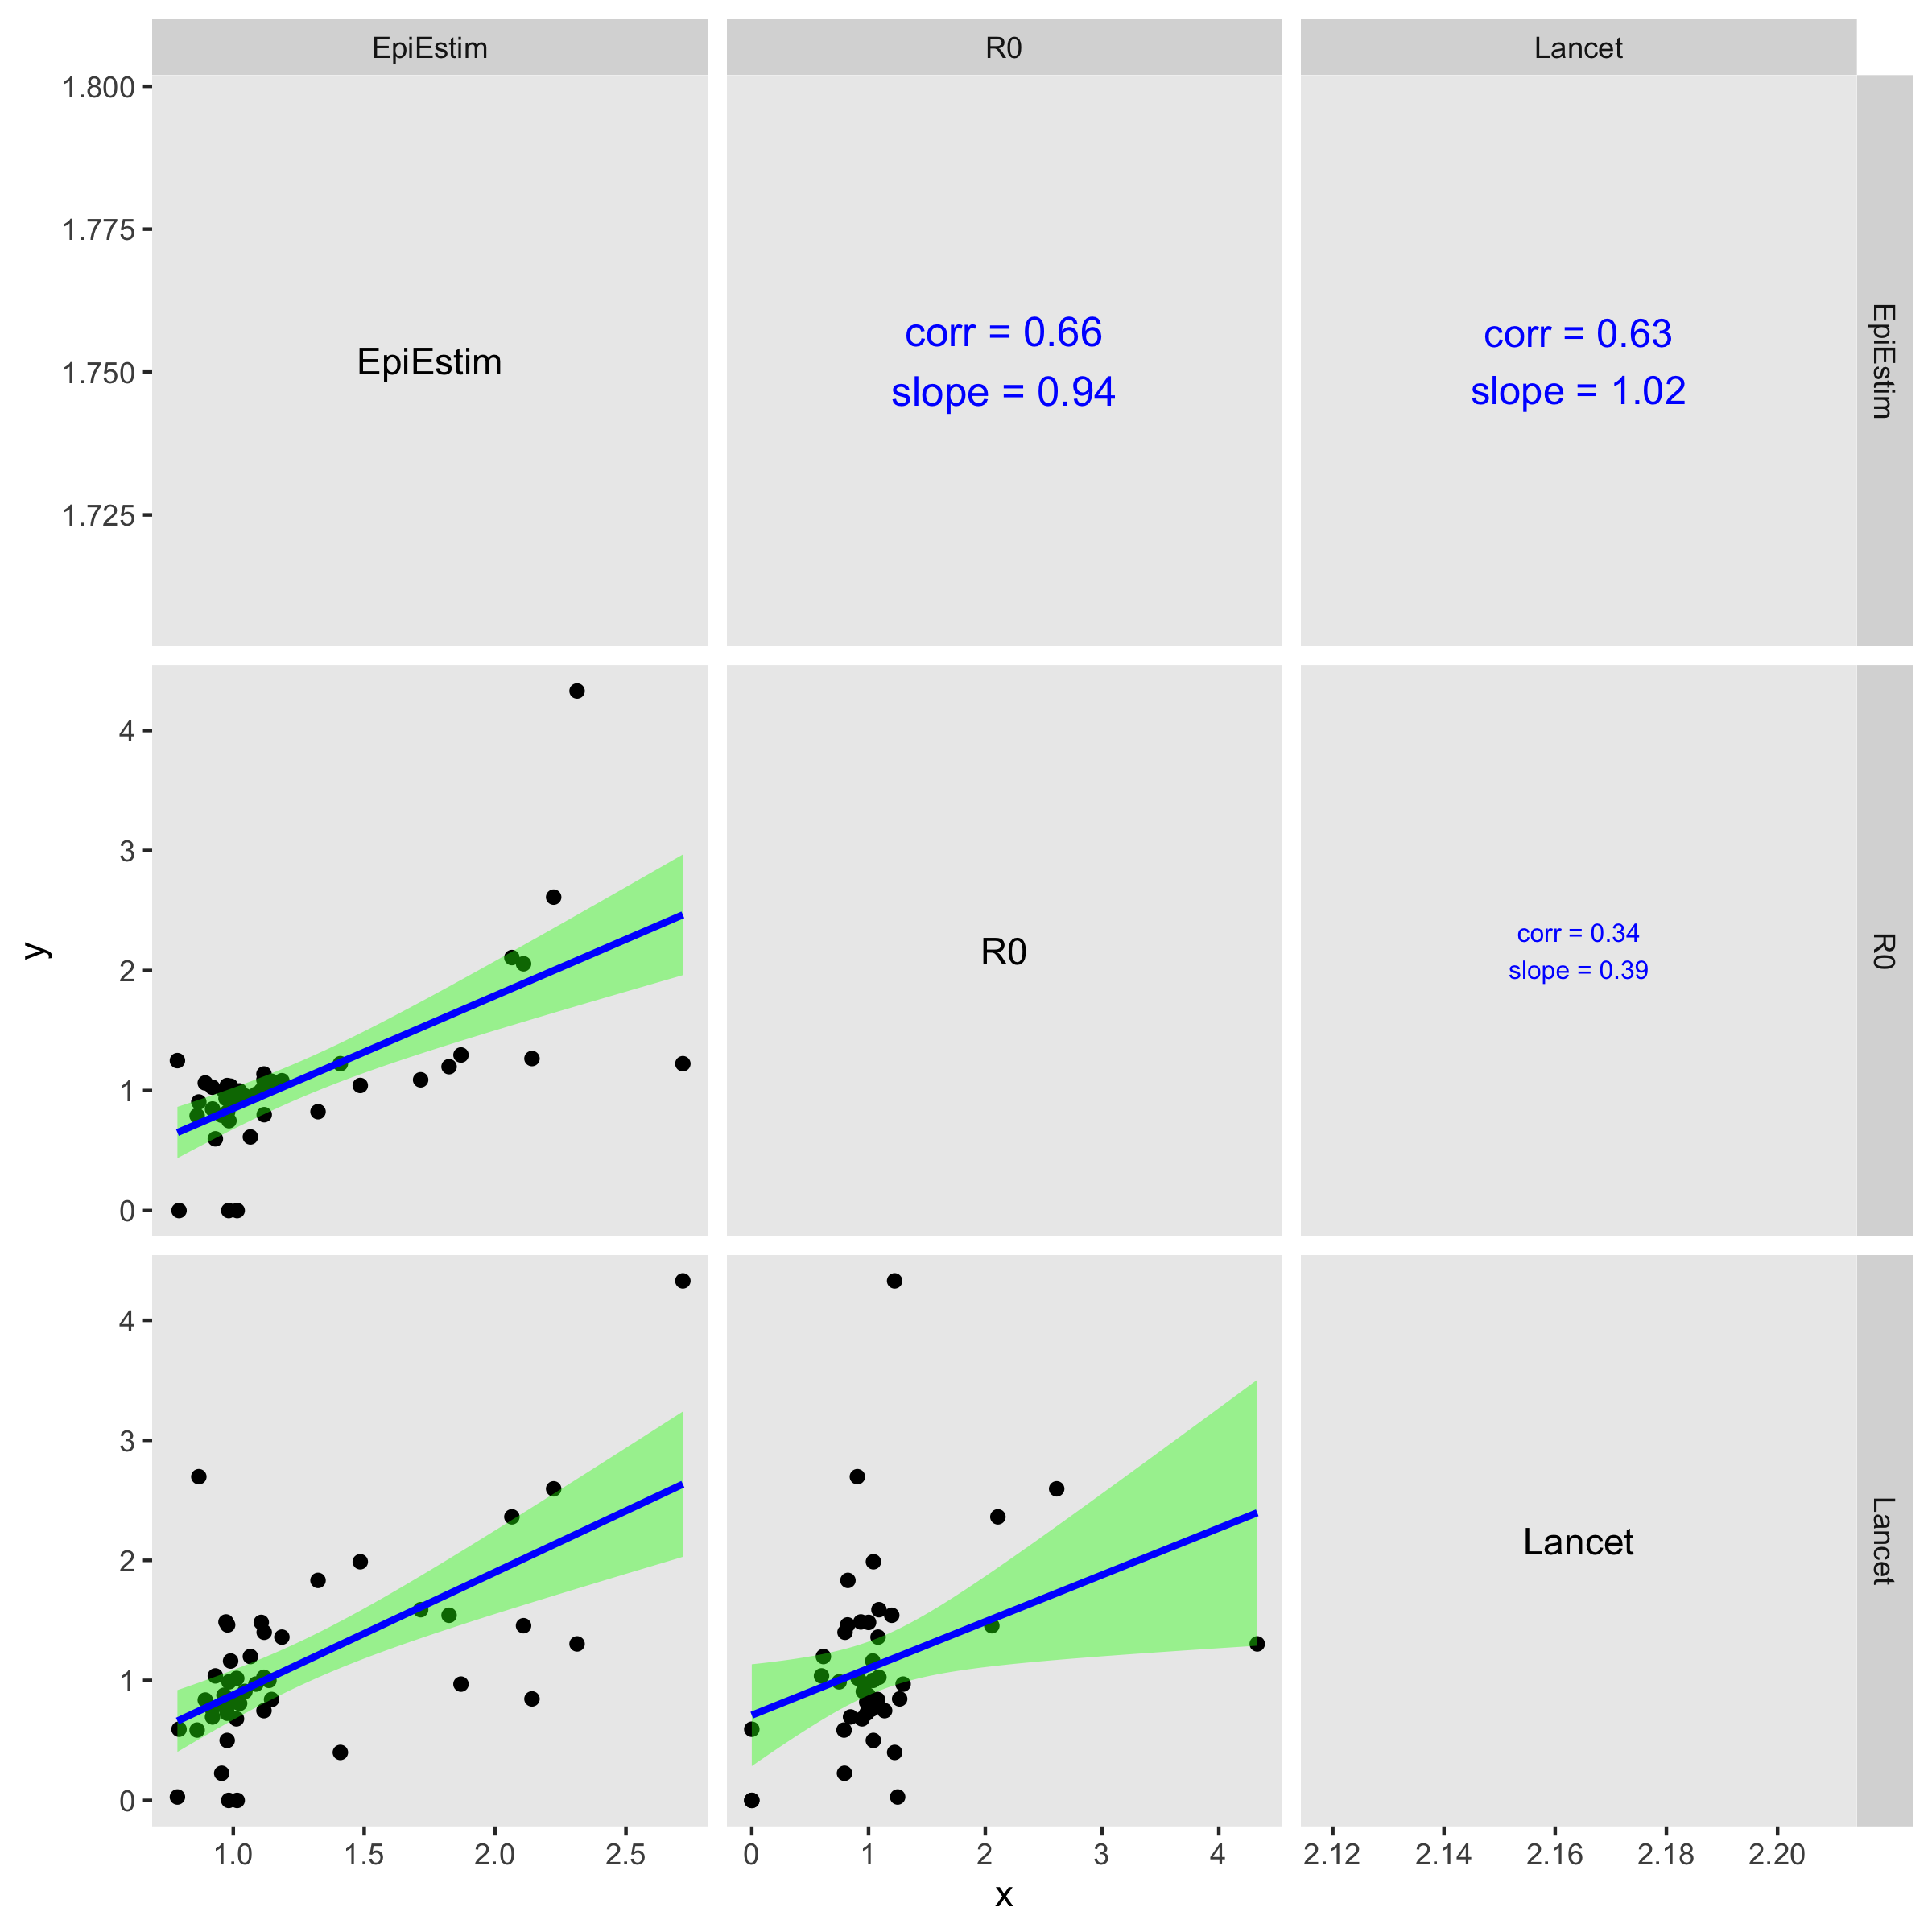 EpiEstim
R0
Lancet
1.800
1.775
1.750
1.725
EpiEstim
corr = 0.66
slope = 0.94
corr = 0.63
slope = 1.02
EpiEstim
y
4
3
2
1
0
R0
corr = 0.34
slope = 0.39
R0
4
3
2
1
0
Lancet
Lancet
1.0 1.5 2.0 2.5
0 1 2 3 4
2.12 2.14 2.16 2.18 2.20
x